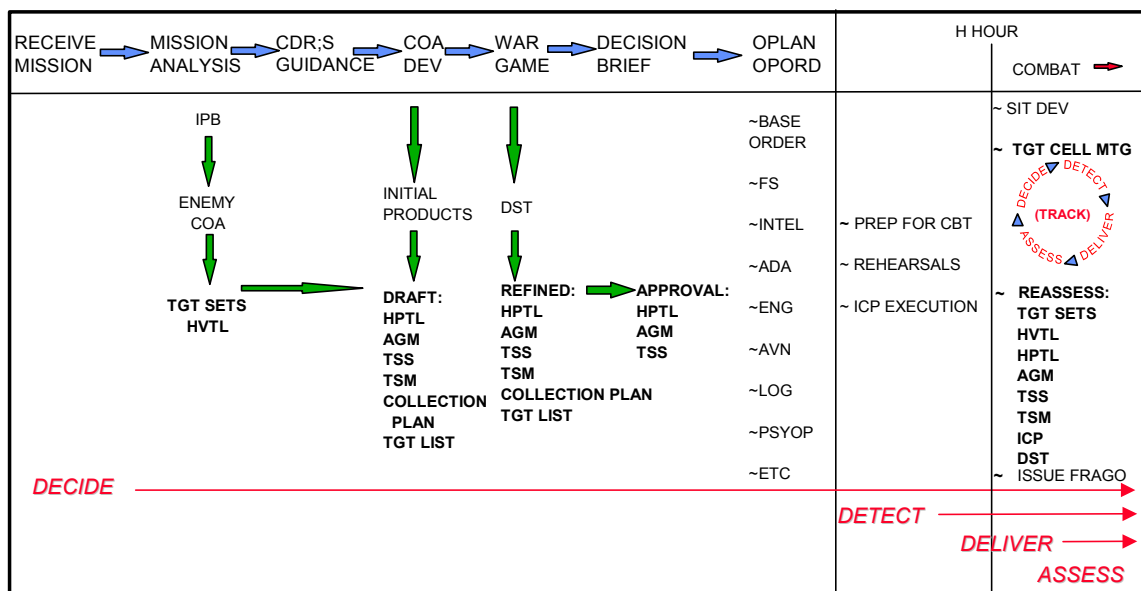 RECEIVE
MISSION
MISSION
ANALYSIS
CDR;S
GUIDANCE
COA
DEV
WAR
GAME
DECISION
BRIEF
OPLAN
OPORD
H HOUR
COMBAT
IPB
ENEMY
COA
TGT SETS
HVTL
INITIAL
PRODUCTS
DRAFT:
HPTL
AGM
TSS
TSM
COLLECTION
PLAN
TGT LIST
DST
REFINED:
HPTL
AGM
TSS
TSM
COLLECTION PLAN
TGT LIST
APPROVAL:
HPTL
AGM
TSS
~BASE
ORDER
~FS
~INTEL
~ADA
~ENG
~AVN
~LOG
~PSYOP
~ETC
~ PREP FOR CBT
~ REHEARSALS
~ ICP EXECUTION
~ SIT DEV
~ TGT CELL MTG
DECIDE
DETECT
DELIVER
ASSESS
(TRACK)
~ REASSESS:
TGT SETS
HVTL
HPTL
AGM
TSS
TSM
ICP
DST
~ ISSUE FRAGO
DECIDE
DETECT
DELIVER
ASSESS